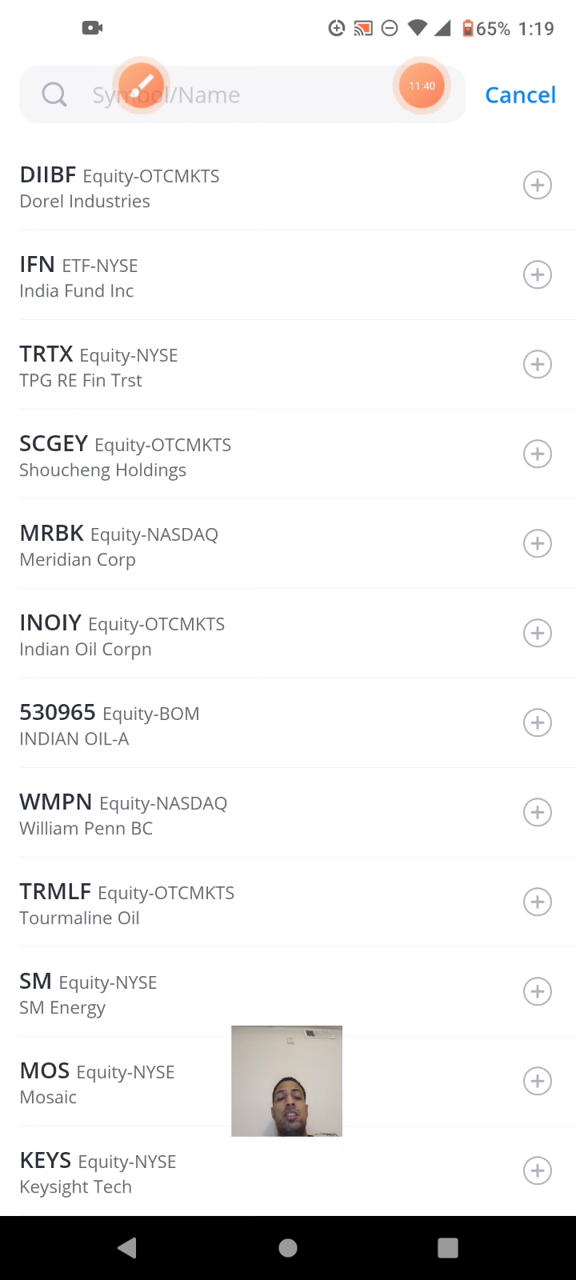 65% 1:19
Symbol/Name 11:40 Cancel
DIIBF Equity-OTCMKTS
Dorel Industries
IFN ETF-NYSE
India Fund Inc
TRTX Equity-NYSE
TPG RE Fin Trst
SCGEY Equity-OTCMKTS
Shoucheng Holdings
MRBK Equity-NASDAQ
Meridian Corp
INOIY Equity-OTCMKTS
Indian Oil Corpn
530965 Equity-BOM
INDIAN OIL-A
WMPN Equity-NASDAQ
William Penn BC
TRMLF Equity-OTCMKTS
Tourmaline Oil
SM Equity-NYSE
SM Energy
MOS Equity-NYSE
Mosaic
KEYS Equity-NYSE
Keysight Tech